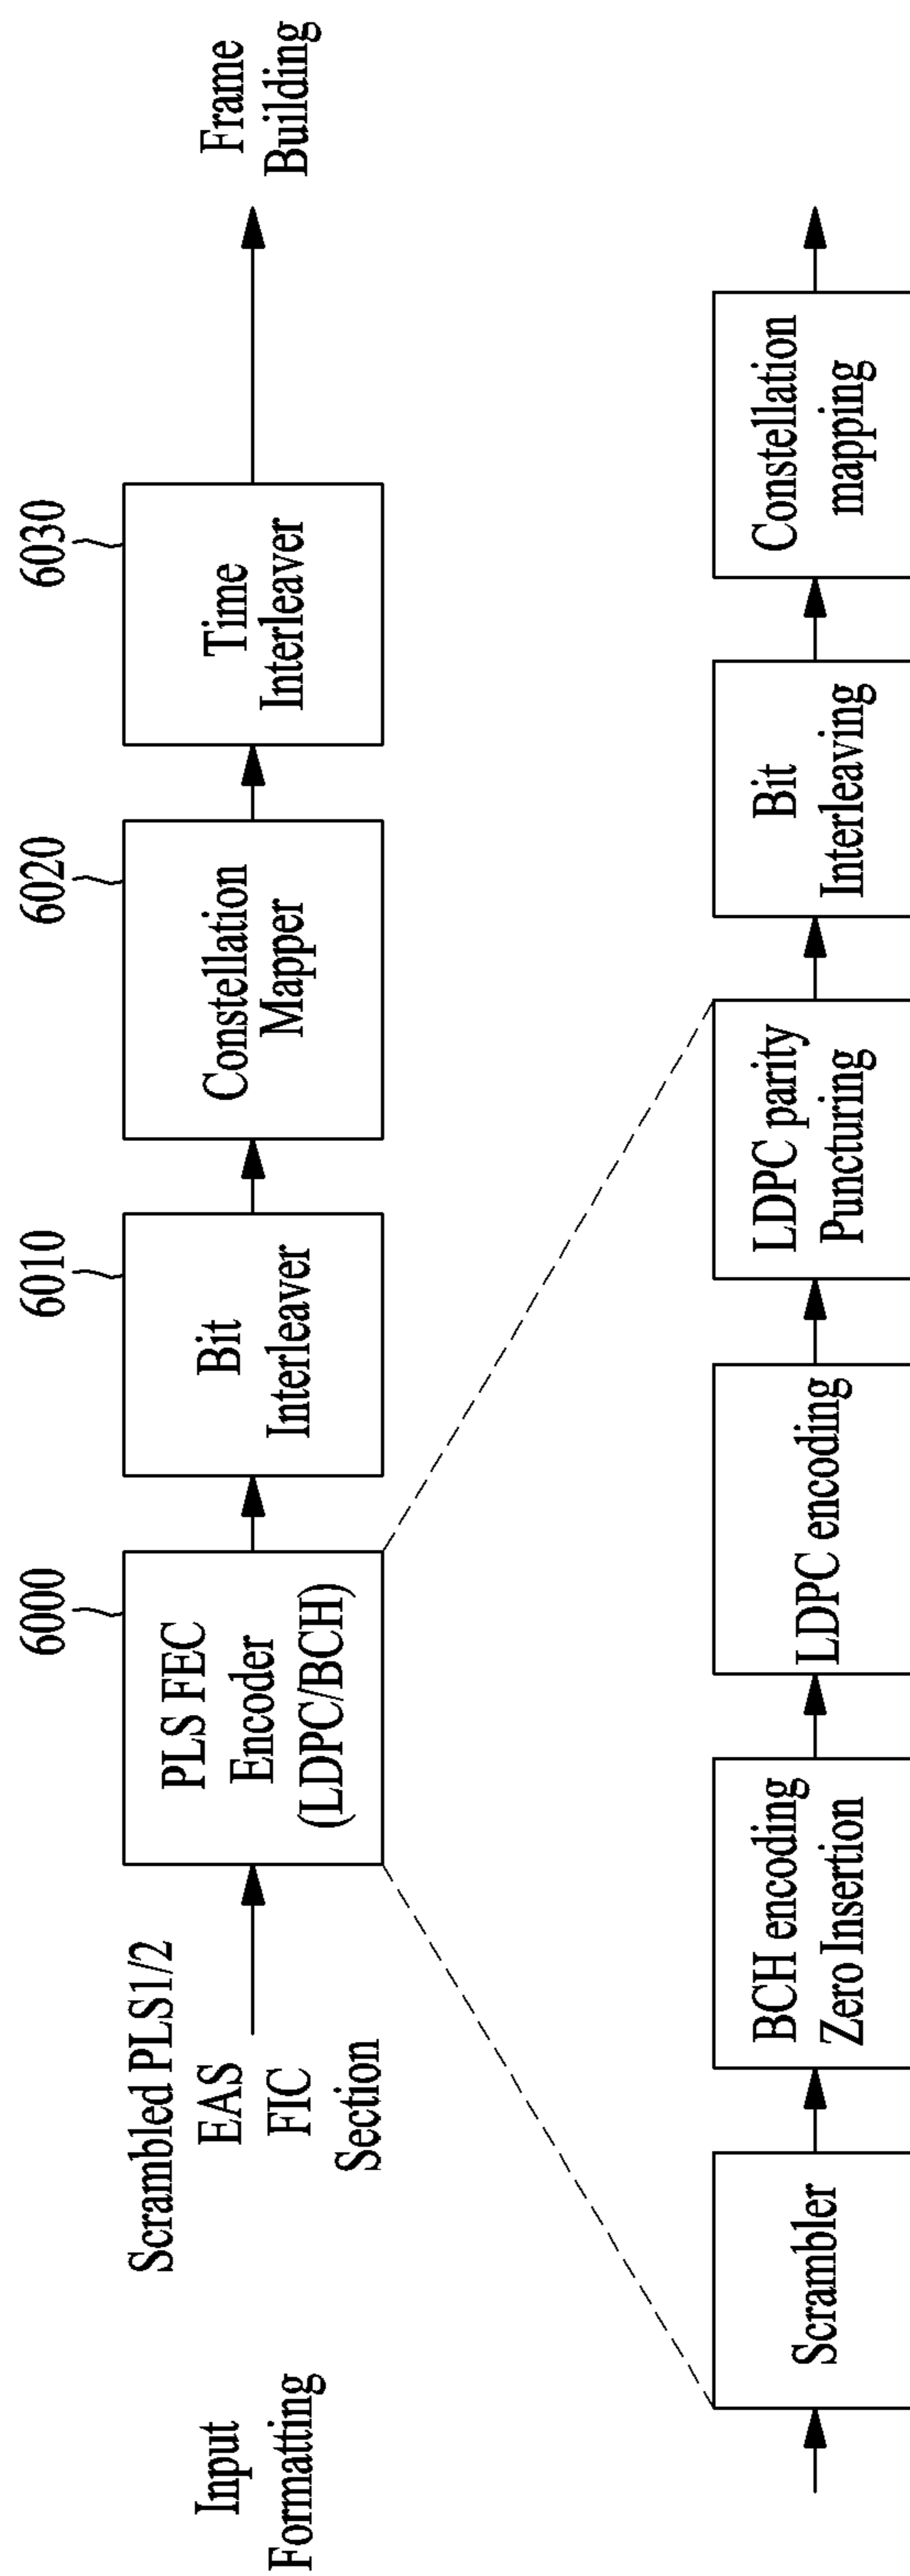 Input
Formatting
Scrambled PLS1/2
EAS
FIC
Section
6000
PLS FEC
Encoder
(LDPC/BCH)
6010
Bit
Interleaver
6020
Constellation
Mapper
6030
Time
Interleaver
Frame
Building
Scrambler
BCH encoding
Zero Insertion
LDPC encoding
LDPC parity
Puncturing
Bit
Interleaving
Constellation
mapping